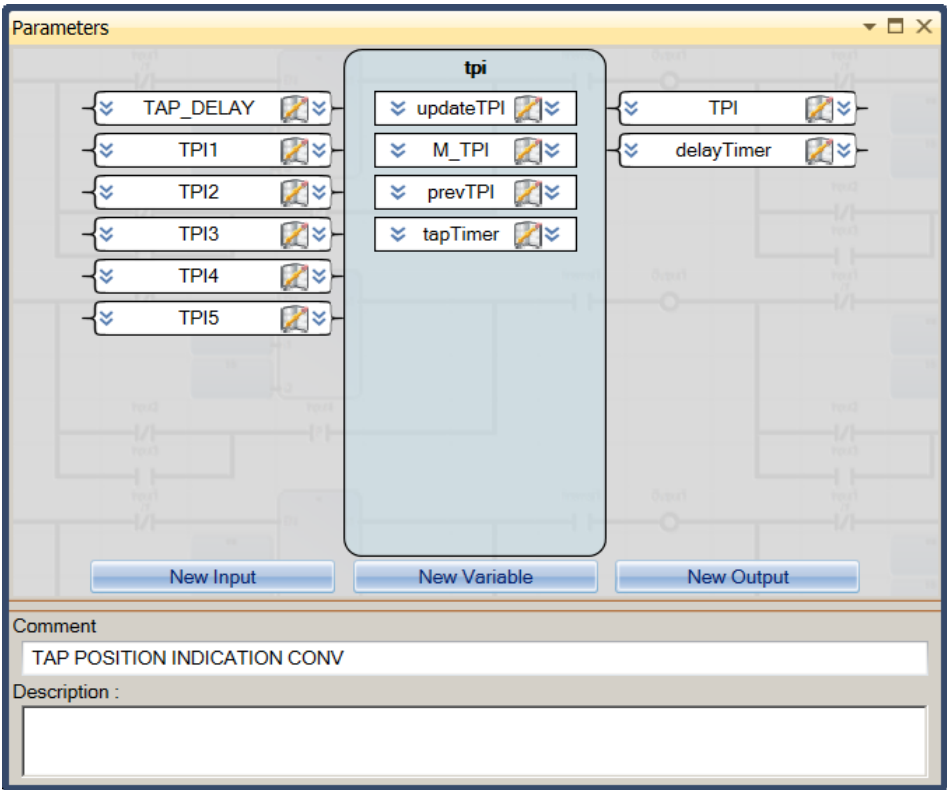 Parameters
tpi
TAP_DELAY updateTPI TPI
TPI1 M_TPI delayTimer
TPI2 prevTPI
TPI3 tapTimer
TPI4
TPI5
New Input New Variable New Output
Comment
TAP POSITION INDICATION CONV
Description :